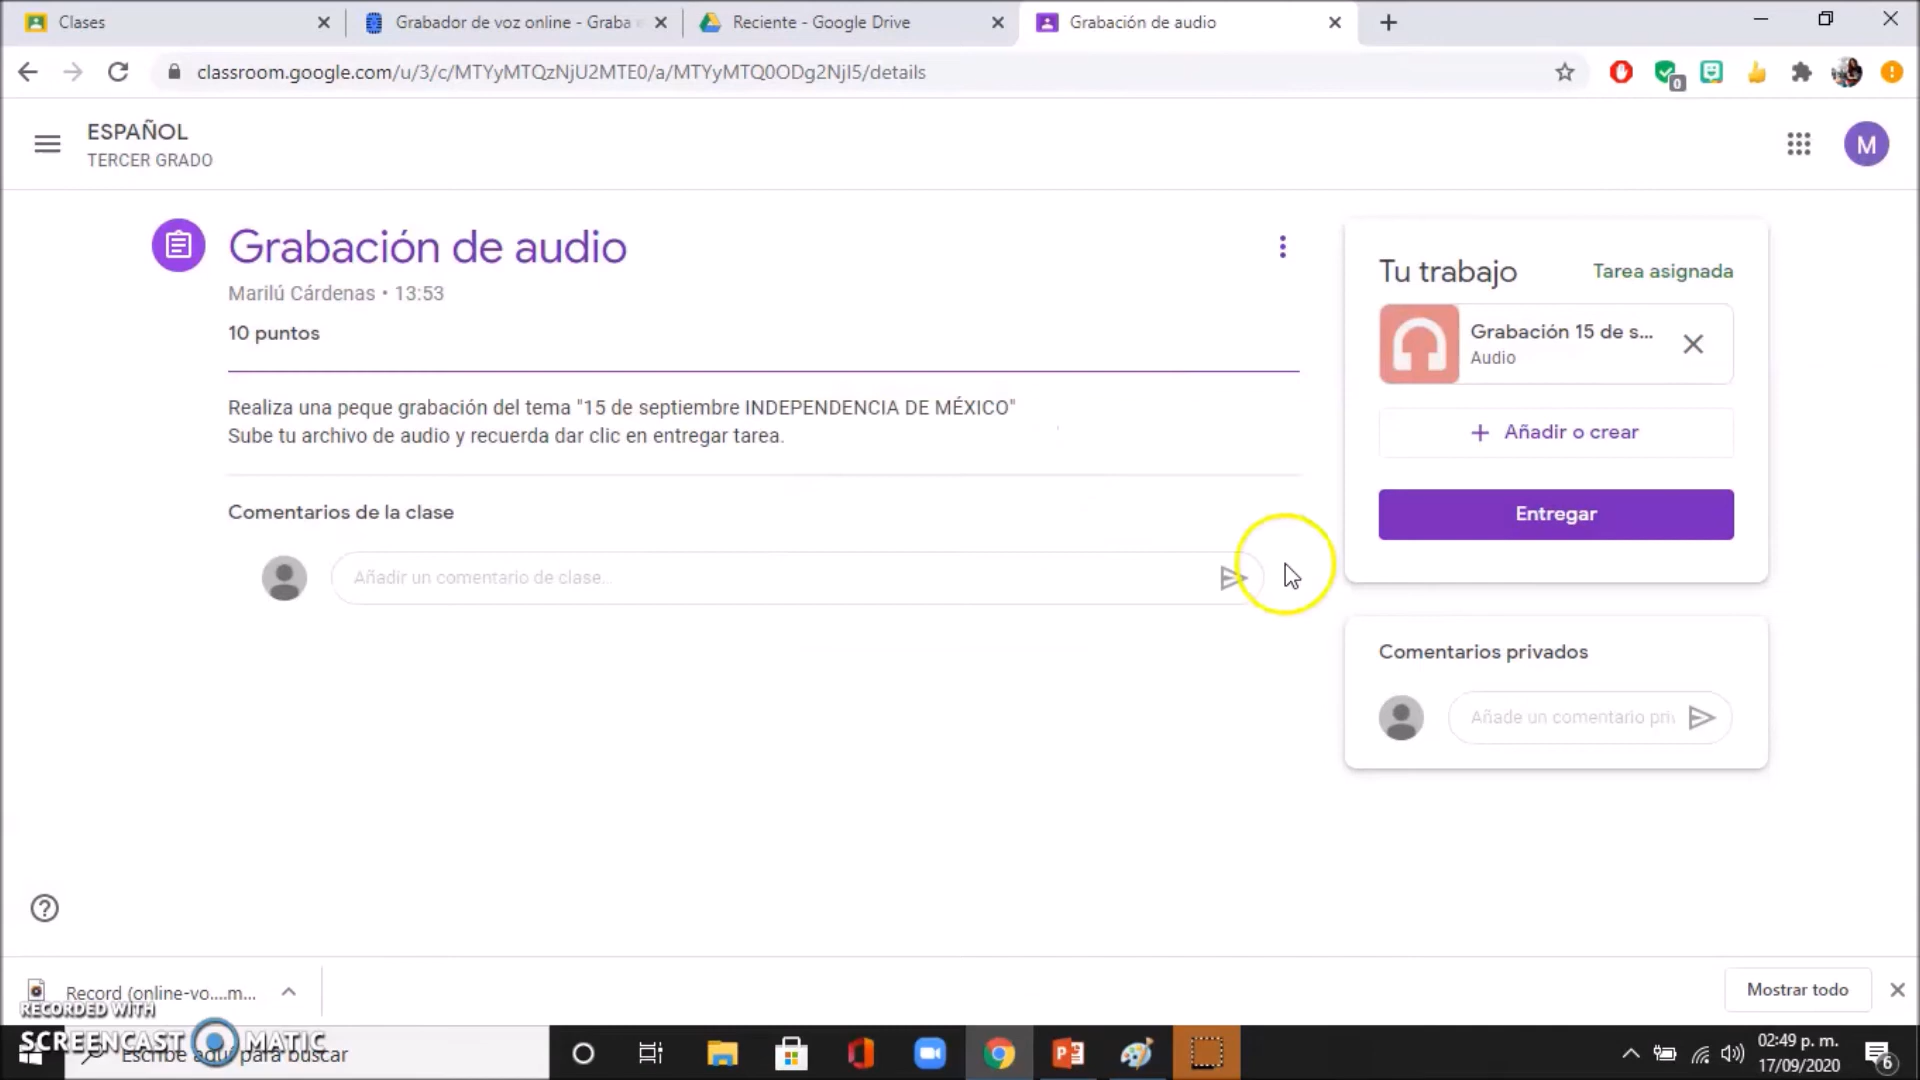 Clases
Grabador de voz online - Graba e
Reciente - Google Drive
Grabación de audio
classroom.google.com/u/3/c/MTYyMTQzNjU2MTE0/a/MTYyMTQ0ODg2NjI5/details
0
ESPAÑOL
TERCER GRADO
M
Grabación de audio
Marilú Cárdenas • 13:53
10 puntos
Realiza una peque grabación del tema "15 de septiembre INDEPENDENCIA DE MÉXICO"
Sube tu archivo de audio y recuerda dar clic en entregar tarea.
Comentarios de la clase
Añadir un comentario de clase...
Tu trabajo
Tarea asignada
Grabación 15 de s...
Audio
+ Añadir o crear
Entregar
Comentarios privados
Añade un comentario pri
Record (online-vo....m...
Mostrar todo
RECORDED WITH
SCREENCAST MATIC
Escribe aquí para buscar
02:49 p. m.
17/09/2020
6